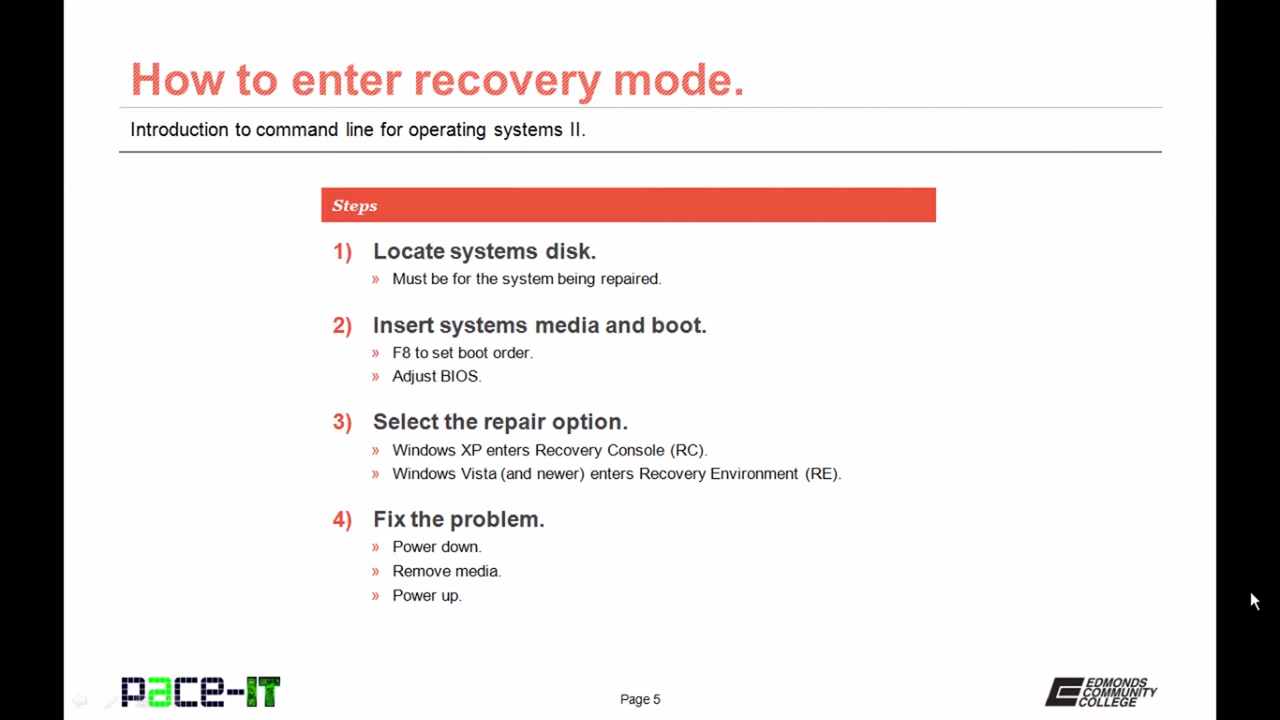 How to enter recovery mode.
Introduction to command line for operating systems II.
Steps
1) Locate systems disk.
» Must be for the system being repaired.
2) Insert systems media and boot.
» F8 to set boot order.
» Adjust BIOS.
3) Select the repair option.
» Windows XP enters Recovery Console (RC).
» Windows Vista (and newer) enters Recovery Environment (RE).
4) Fix the problem.
» Power down.
» Remove media.
» Power up.
pace-IT
Page 5
EDMONDS
COMMUNITY
COLLEGE